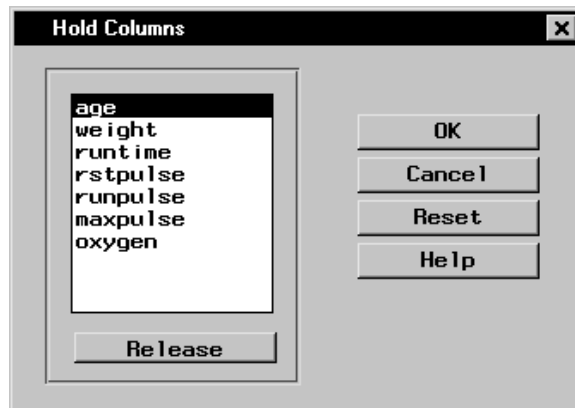 Hold Columns
age
weight
runtime
rstpulse
runpulse
maxpulse
oxygen
Release
OK
Cancel
Reset
Help